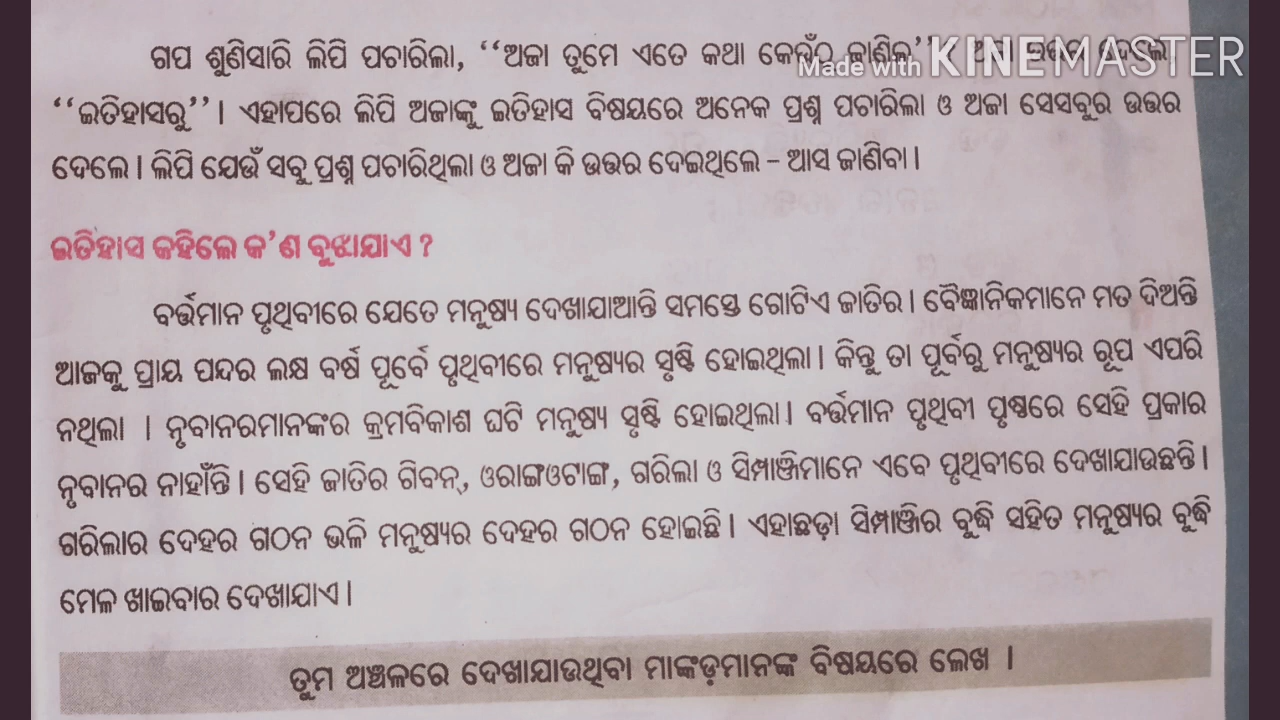 ଗପ ଶୁଣିସାରି ଲିପି ପଚାରିଲା, ‘‘ଅଜା ତୁମେ ଏତେ କଥା କେଉଁଠୁ ଜାଣିଲ’’
Made with KINEMASTER
‘‘ଇତିହାସରୁ’’ । ଏହାପରେ ଲିପି ଅଜାଙ୍କୁ ଇତିହାସ ବିଷୟରେ ଅନେକ ପ୍ରଶ୍ନ ପଚାରିଲା ଓ ଅଜା ସେସବୁର ଉତ୍ତର
ଦେଲେ । ଲିପି ଯେଉଁ ସବୁ ପ୍ରଶ୍ନ ପଚାରିଥିଲା ଓ ଅଜା କି ଉତ୍ତର ଦେଇଥିଲେ – ଆସ ଜାଣିବା ।
ଇତିହାସ କହିଲେ କ’ଣ ବୁଝାଯାଏ ?
ବର୍ତ୍ତମାନ ପୃଥିବୀରେ ଯେତେ ମନୁଷ୍ୟ ଦେଖାଯାଆନ୍ତି ସମସ୍ତେ ଗୋଟିଏ ଜାତିର । ବୈଜ୍ଞାନିକମାନେ ମତ ଦିଅନ୍ତି
ଆଜକୁ ପ୍ରାୟ ପନ୍ଦର ଲକ୍ଷ ବର୍ଷ ପୂର୍ବେ ପୃଥିବୀରେ ମନୁଷ୍ୟର ସୃଷ୍ଟି ହୋଇଥିଲା । କିନ୍ତୁ ତା ପୂର୍ବରୁ ମନୁଷ୍ୟର ରୂପ ଏପରି
ନଥିଲା । ନୃବାନରମାନଙ୍କର କ୍ରମବିକାଶ ଘଟି ମନୁଷ୍ୟ ସୃଷ୍ଟି ହୋଇଥିଲା । ବର୍ତ୍ତମାନ ପୃଥିବୀ ପୃଷ୍ଠରେ ସେହି ପ୍ରକାର
ନୃବାନର ନାହାଁନ୍ତି । ସେହି ଜାତିର ଗିବନ୍, ଓରାଙ୍ଗଓଟାଙ୍ଗ, ଗରିଲା ଓ ସିମ୍ପାଞ୍ଜିମାନେ ଏବେ ପୃଥିବୀରେ ଦେଖାଯାଉଛନ୍ତି ।
ଗରିଲାର ଦେହର ଗଠନ ଭଳି ମନୁଷ୍ୟର ଦେହର ଗଠନ ହୋଇଛି । ଏହାଛଡ଼ା ସିମ୍ପାଞ୍ଜିର ବୁଦ୍ଧି ସହିତ ମନୁଷ୍ୟର ବୁଦ୍ଧି
ମେଳ ଖାଇବାର ଦେଖାଯାଏ ।
ତୁମ ଅଞ୍ଚଳରେ ଦେଖାଯାଉଥିବା ମାଙ୍କଡ଼ମାନଙ୍କ ବିଷୟରେ ଲେଖ ।